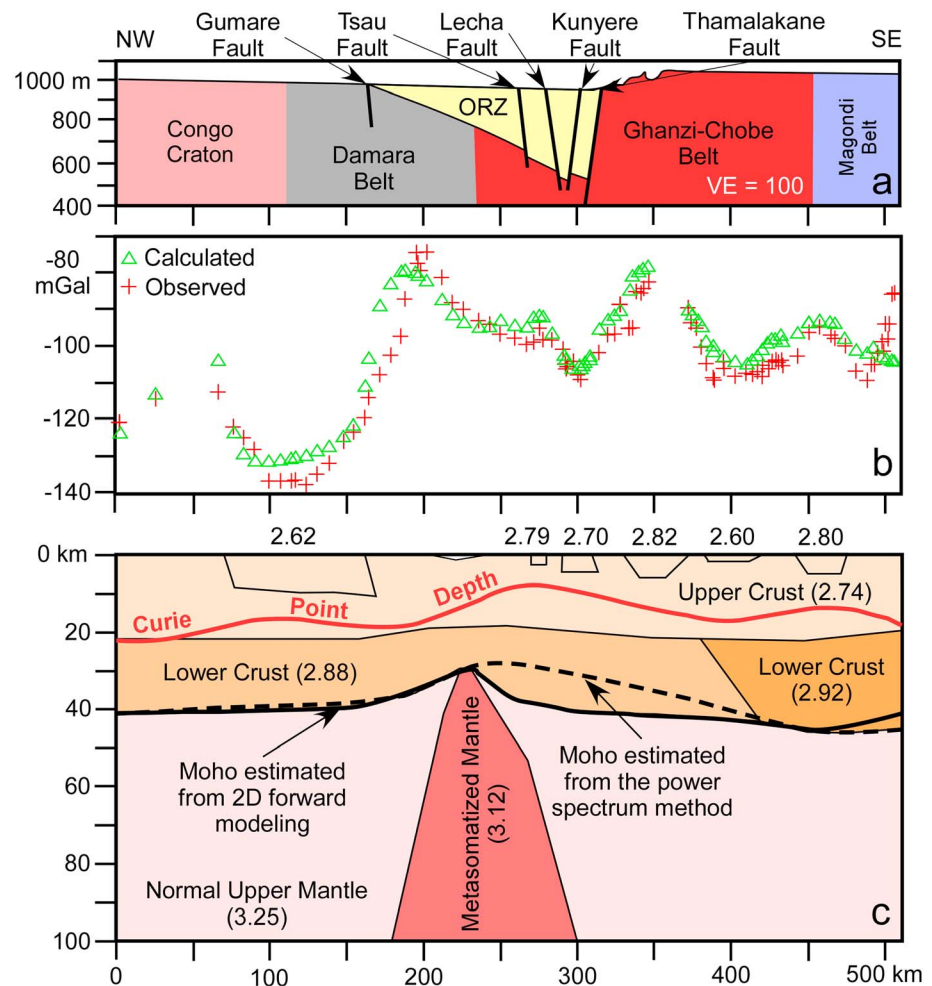 NW
Gumare Fault
Tsau Fault
Lecha Fault
Kunyere Fault
Thamalakane Fault
SE
1000 m
800
600
400
Congo
Craton
Damara
Belt
ORZ
Ghanzi-Chobe
Belt
VE = 100
Magondi
Belt
a
-80
mGal
-100
-120
-140
Calculated
Observed
b
2.62
2.79
2.70
2.82
2.60
2.80
0 km
20
40
60
80
100
Curie Point Depth
Upper Crust (2.74)
Lower Crust (2.88)
Lower Crust
(2.92)
Moho estimated
from 2D forward
modeling
Metasomatized Mantle
(3.12)
Moho estimated
from the power
spectrum method
Normal Upper Mantle
(3.25)
c
0
100
200
300
400
500 km